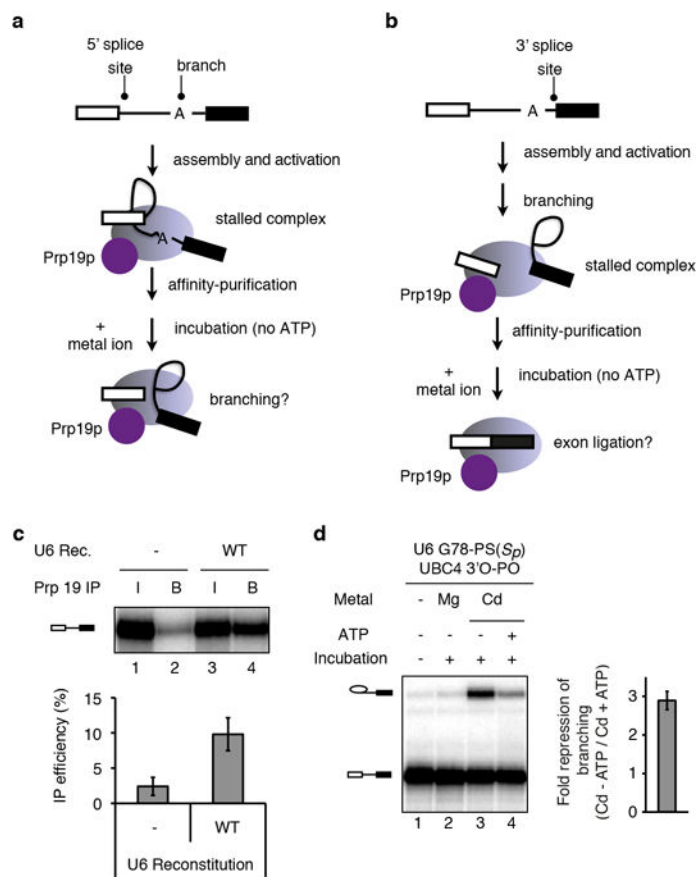 a
5' splice
site
branch
A
assembly and activation
A
stalled complex
Prp19p
affinity-purification
+
metal ion
incubation (no ATP)
branching?
Prp19p
b
3' splice
site
A
assembly and activation
branching
stalled complex
Prp19p
affinity-purification
+
metal ion
incubation (no ATP)
exon ligation?
Prp19p
c
U6 Rec. - WT
Prp 19 IP I B I B
1 2 3 4
IP efficiency (%)
15
10
5
0
- WT
U6 Reconstitution
d
U6 G78-PS(Sp)
UBC4 3'O-PO
Metal - Mg Cd
ATP +
Incubation - + + +
1 2 3 4
Fold repression of
branching
(Cd - ATP / Cd + ATP)
3
2
1
0